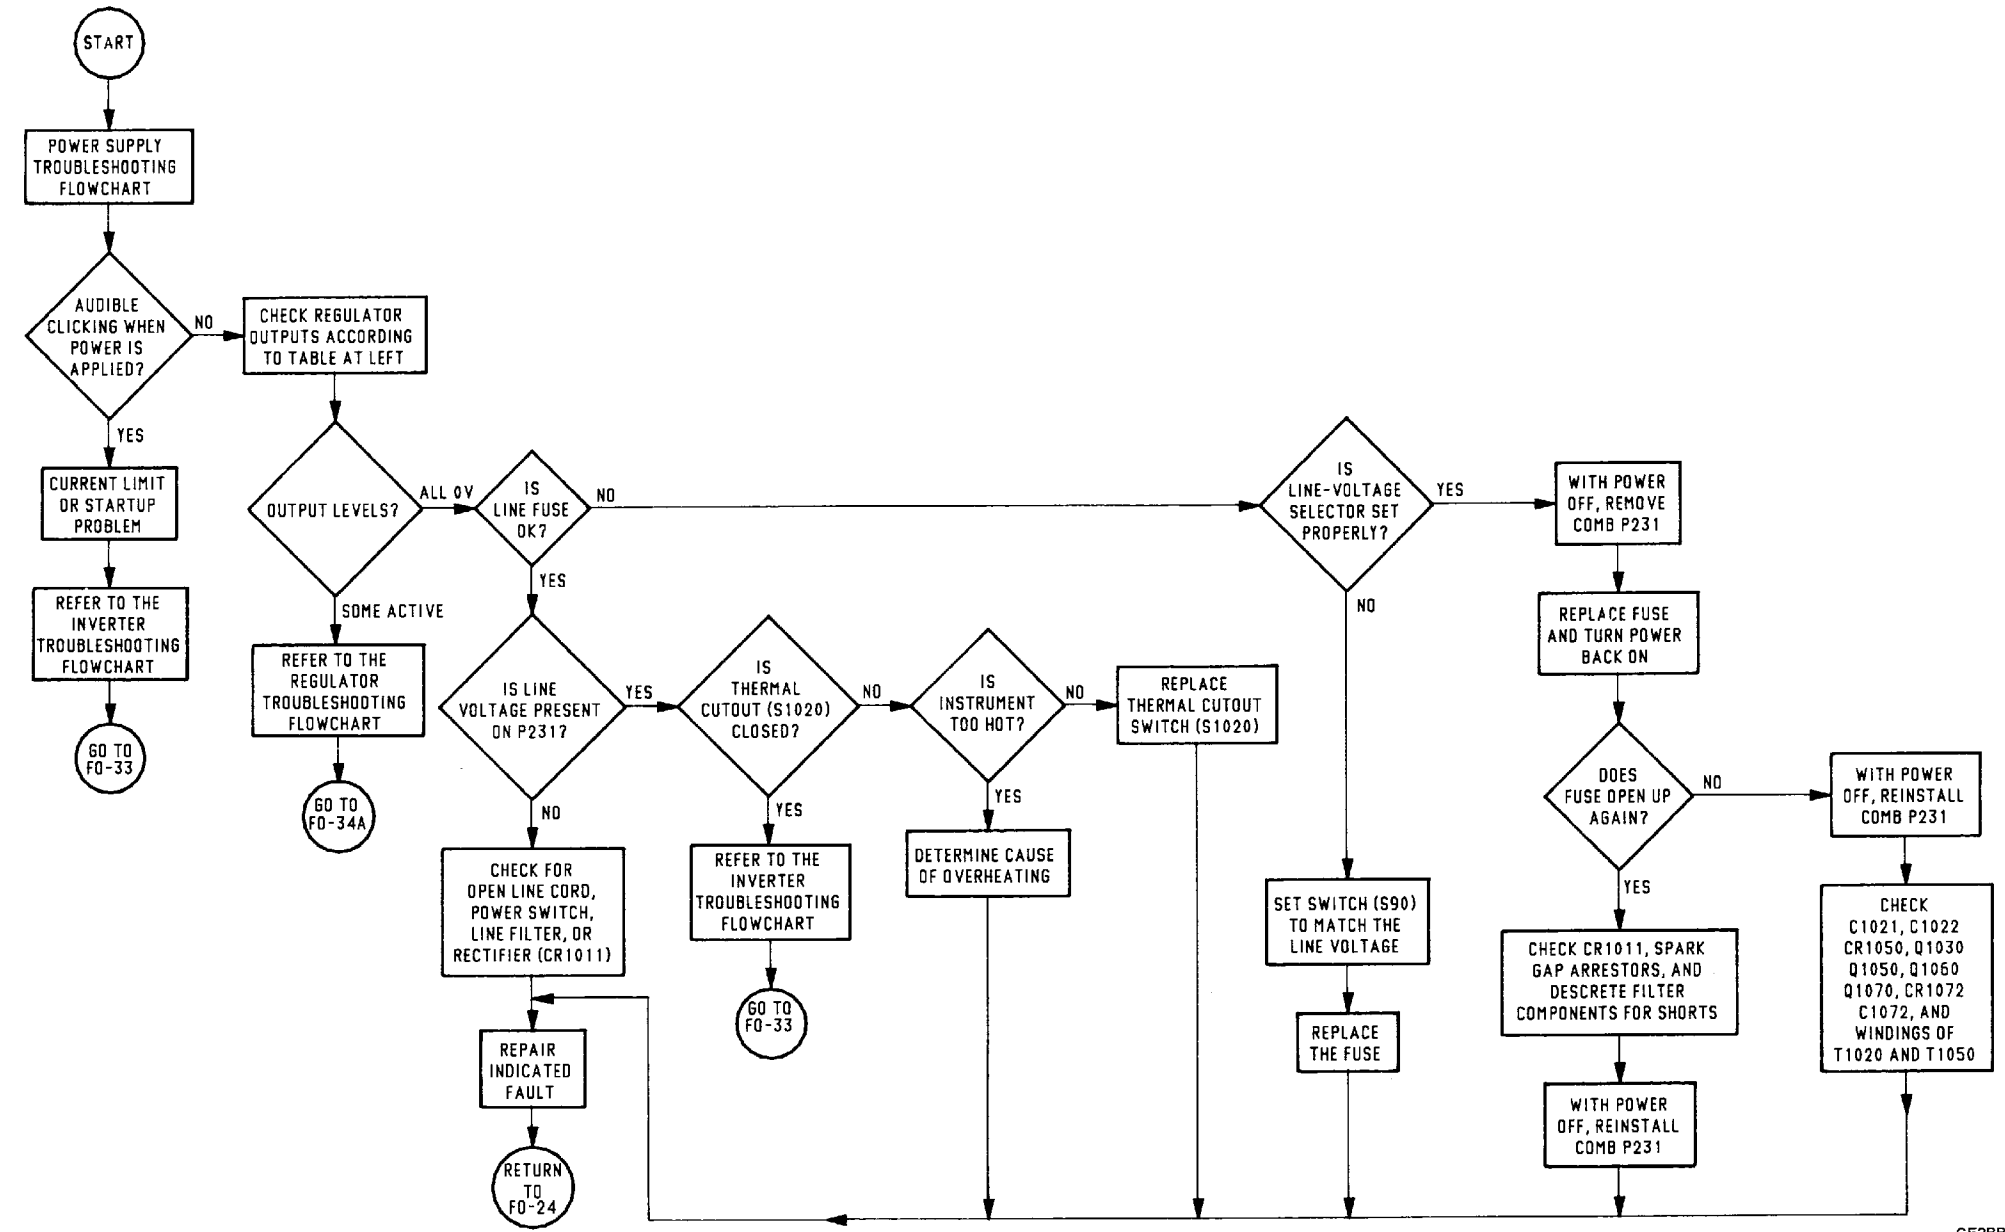 START
POWER SUPPLY
TROUBLESHOOTING
FLOWCHART
AUDIBLE
CLICKING WHEN
POWER IS
APPLIED?
NO
YES
CURRENT LIMIT
OR STARTUP
PROBLEM
REFER TO THE
INVERTER
TROUBLESHOOTING
FLOWCHART
GO TO
FO-33
CHECK REGULATOR
OUTPUTS ACCORDING
TO TABLE AT LEFT
OUTPUT LEVELS?
ALL 0V
SOME ACTIVE
REFER TO THE
REGULATOR
TROUBLESHOOTING
FLOWCHART
GO TO
FO-34A
IS
LINE FUSE
OK?
NO
YES
IS LINE
VOLTAGE PRESENT
ON P231?
YES
NO
CHECK FOR
OPEN LINE CORD,
POWER SWITCH,
LINE FILTER, OR
RECTIFIER (CR1011)
REPAIR
INDICATED
FAULT
RETURN
TO
FO-24
IS
THERMAL
CUTOUT (S1020)
CLOSED?
NO
YES
REFER TO THE
INVERTER
TROUBLESHOOTING
FLOWCHART
GO TO
FO-33
IS
INSTRUMENT
TOO HOT?
NO
YES
DETERMINE CAUSE
OF OVERHEATING
REPLACE
THERMAL CUTOUT
SWITCH (S1020)
IS
LINE-VOLTAGE
SELECTOR SET
PROPERLY?
YES
NO
SET SWITCH (S90)
TO MATCH THE
LINE VOLTAGE
REPLACE
THE FUSE
WITH POWER
OFF, REMOVE
COMB P231
REPLACE FUSE
AND TURN POWER
BACK ON
DOES
FUSE OPEN UP
AGAIN?
NO
YES
CHECK CR1011, SPARK
GAP ARRESTORS, AND
DESCRETE FILTER
COMPONENTS FOR SHORTS
WITH POWER
OFF, REINSTALL
COMB P231
WITH POWER
OFF, REINSTALL
COMB P231
CHECK
C1021, C1022
CR1050, Q1030
Q1050, Q1060
Q1070, CR1072
C1072, AND
WINDINGS OF
T1020 AND T1050